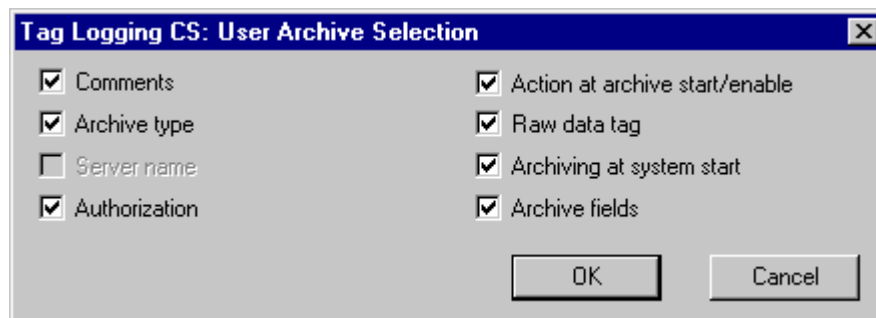 Tag Logging CS: User Archive Selection
Comments
Archive type
Server name
Authorization
Action at archive start/enable
Raw data tag
Archiving at system start
Archive fields
OK
Cancel